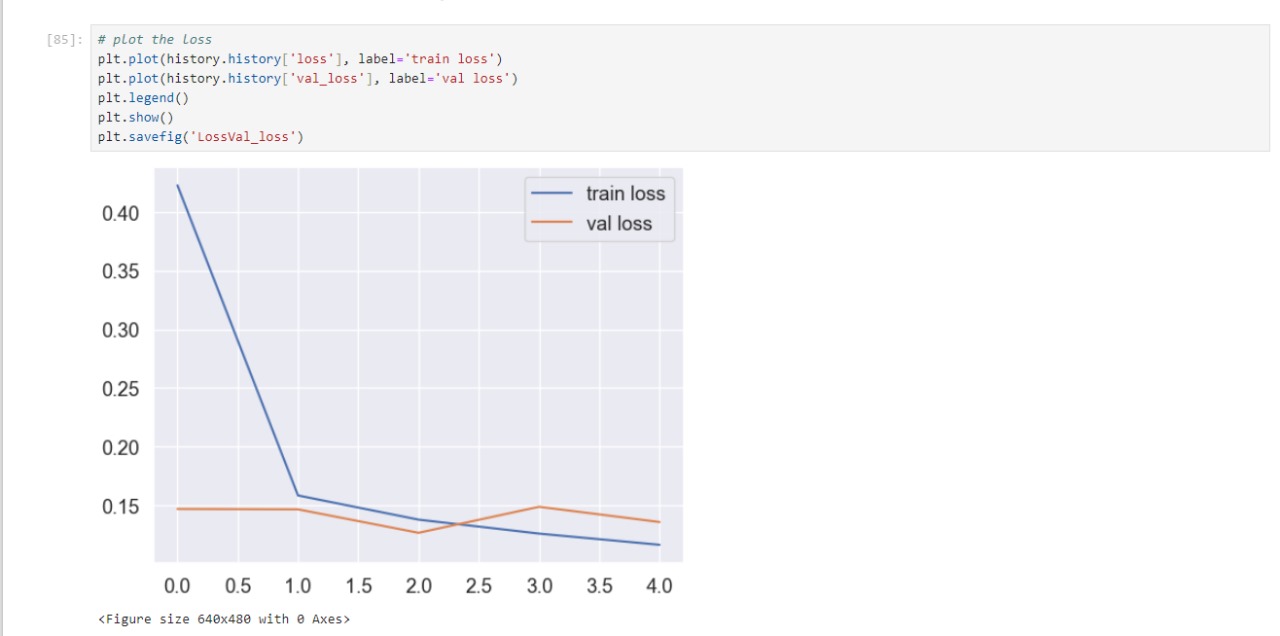 [85]: # plot the loss
plt.plot(history.history['loss'], label='train loss')
plt.plot(history.history['val_loss'], label='val loss')
plt.legend()
plt.show()
plt.savefig('LossVal_loss')
train loss
val loss
0.40
0.35
0.30
0.25
0.20
0.15
0.0 0.5 1.0 1.5 2.0 2.5 3.0 3.5 4.0
<Figure size 640x480 with 0 Axes>